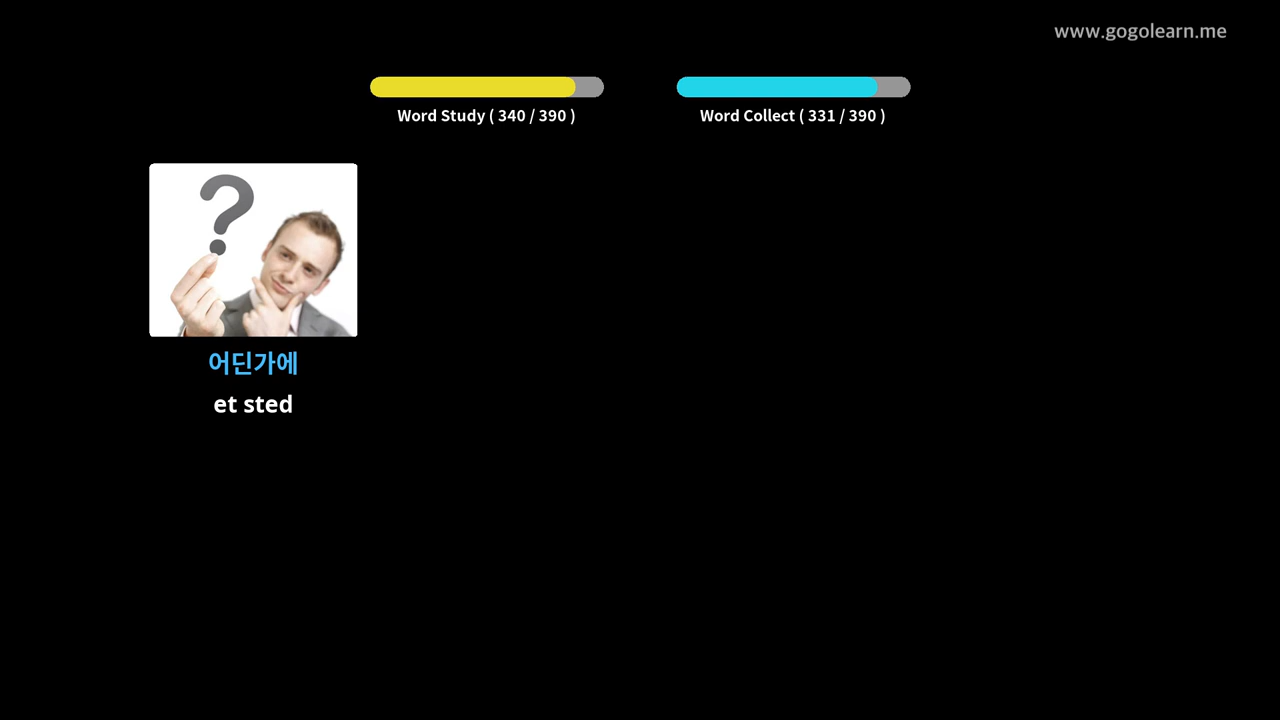 www.gogolearn.me
Word Study ( 340 / 390 )
Word Collect ( 331 / 390 )
?
어딘가에
et sted